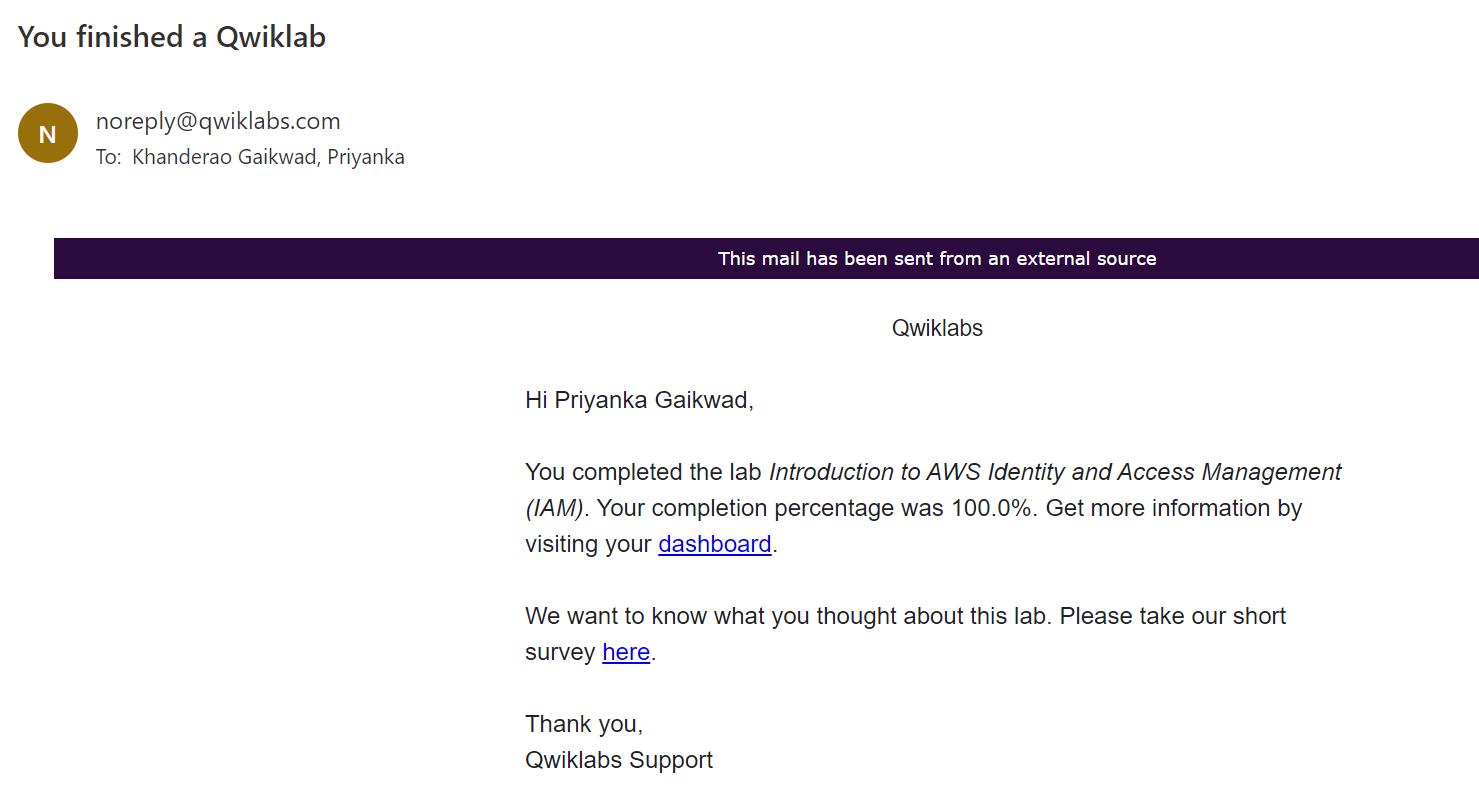 You finished a Qwiklab
N
noreply@qwiklabs.com
To: Khanderao Gaikwad, Priyanka
This mail has been sent from an external source
Qwiklabs
Hi Priyanka Gaikwad,
You completed the lab Introduction to AWS Identity and Access Management
(IAM). Your completion percentage was 100.0%. Get more information by
visiting your dashboard.
We want to know what you thought about this lab. Please take our short
survey here.
Thank you,
Qwiklabs Support